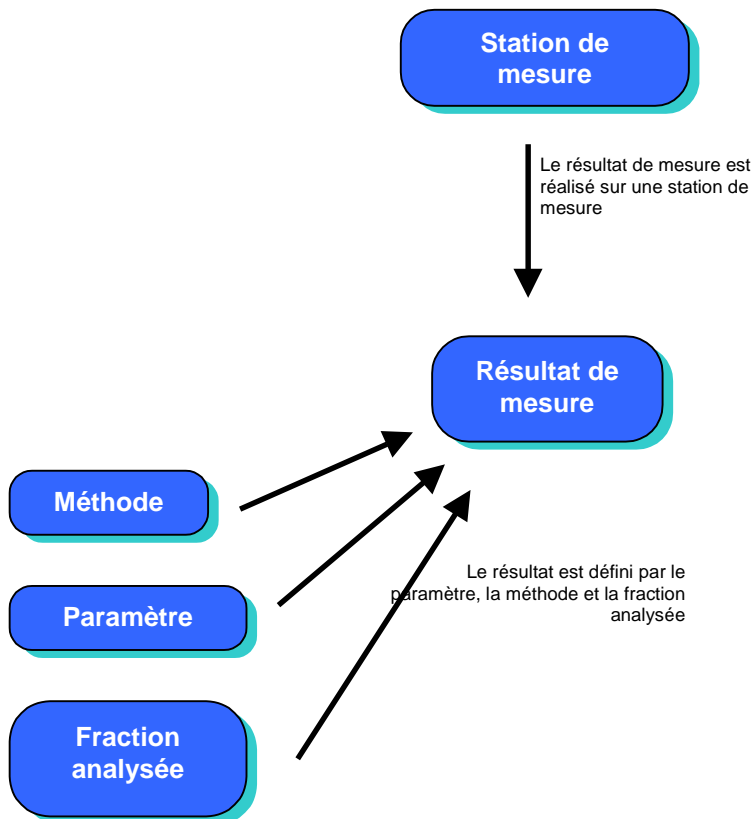 Station de
mesure
Le résultat de mesure est
réalisé sur une station de
mesure
Résultat de
mesure
Méthode
Paramètre
Le résultat est défini par le
paramètre, la méthode et la fraction
analysée
Fraction
analysée